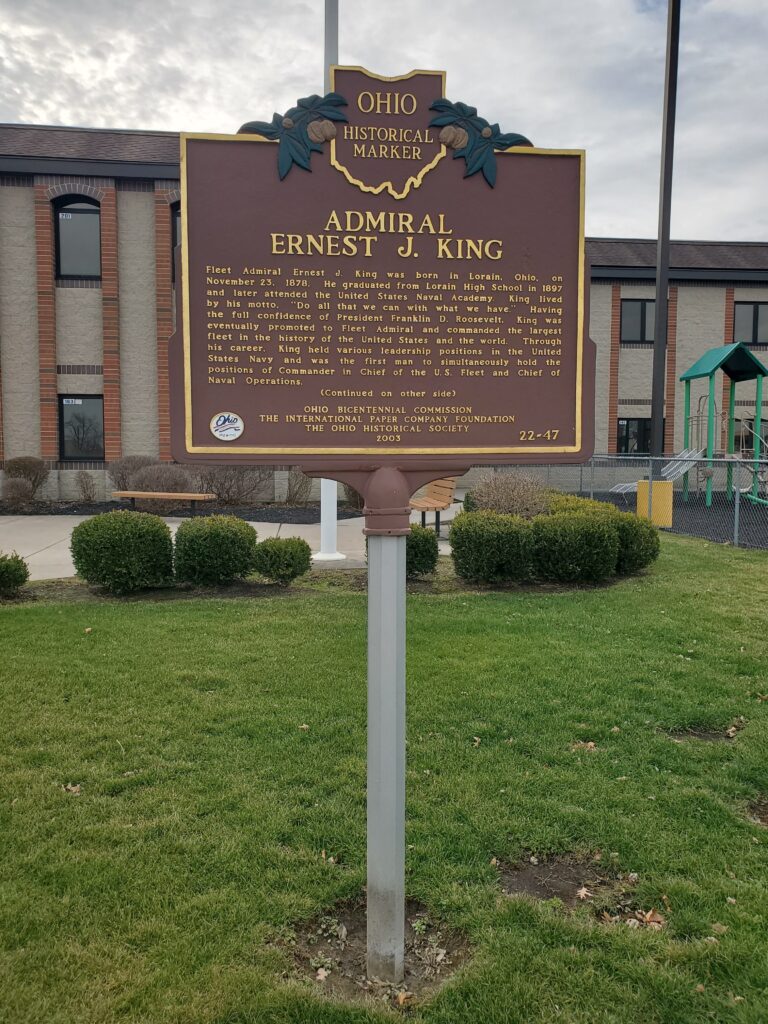 OHIO
HISTORICAL
MARKER
ADMIRAL
ERNEST J. KING
Fleet Admiral Ernest J. King was born in Lorain, Ohio, on
November 23, 1878. He graduated from Lorain High School in 1897
and later attended the United States Naval Academy. King lived
by his motto, "Do all that we can with what we have." Having
the full confidence of President Franklin D. Roosevelt, King was
eventually promoted to Fleet Admiral and commanded the largest
fleet in the history of the United States and the world. Through
his career, King held various leadership positions in the United
States Navy and was the first man to simultaneously hold the
positions of Commander in Chief of the U.S. Fleet and Chief of
Naval Operations.
(Continued on other side)
OHIO BICENTENNIAL COMMISSION
THE INTERNATIONAL PAPER COMPANY FOUNDATION
THE OHIO HISTORICAL SOCIETY
2003
22-47
Ohio
201